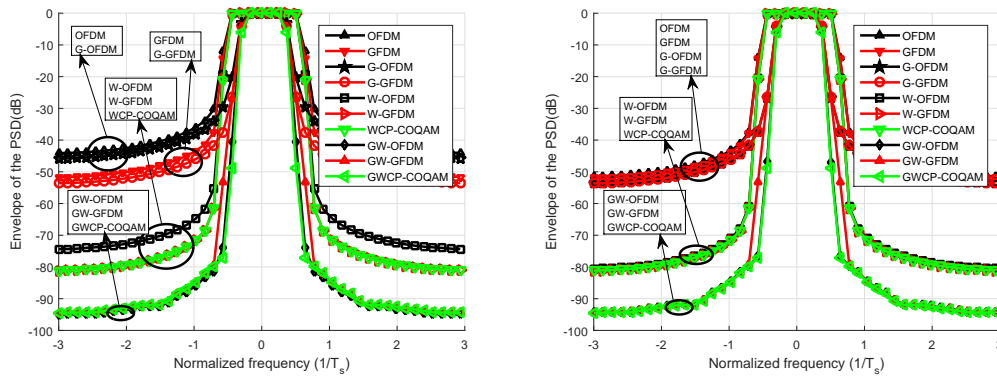 OFDM
G-OFDM
GFDM
G-GFDM
W-OFDM
W-GFDM
WCP-COQAM
GW-OFDM
GW-GFDM
GWCP-COQAM
OFDM
GFDM
G-OFDM
G-GFDM
W-OFDM
W-GFDM
WCP-COQAM
GW-OFDM
GW-GFDM
GWCP-COQAM
0
-10
-20
-30
-40
-50
-60
-70
-80
-90
-100
Envelope of the PSD(dB)
-3 -2 -1 0 1 2 3
Normalized frequency (1/Ts)
OFDM
GFDM
G-OFDM
G-GFDM
W-OFDM
W-GFDM
WCP-COQAM
GW-OFDM
GW-GFDM
GWCP-COQAM
OFDM
GFDM
G-OFDM
G-GFDM
W-OFDM
W-GFDM
WCP-COQAM
GW-OFDM
GW-GFDM
GWCP-COQAM
0
-10
-20
-30
-40
-50
-60
-70
-80
-90
-100
Envelope of the PSD(dB)
-3 -2 -1 0 1 2 3
Normalized frequency (1/Ts)